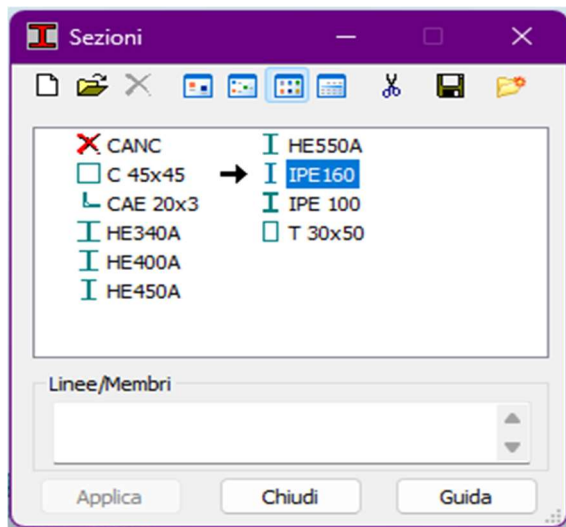 Sezioni
CANC
C 45x45
CAE 20x3
HE340A
HE400A
HE450A
HE550A
IPE160
IPE 100
T 30x50
Linee/Membri
Applica
Chiudi
Guida